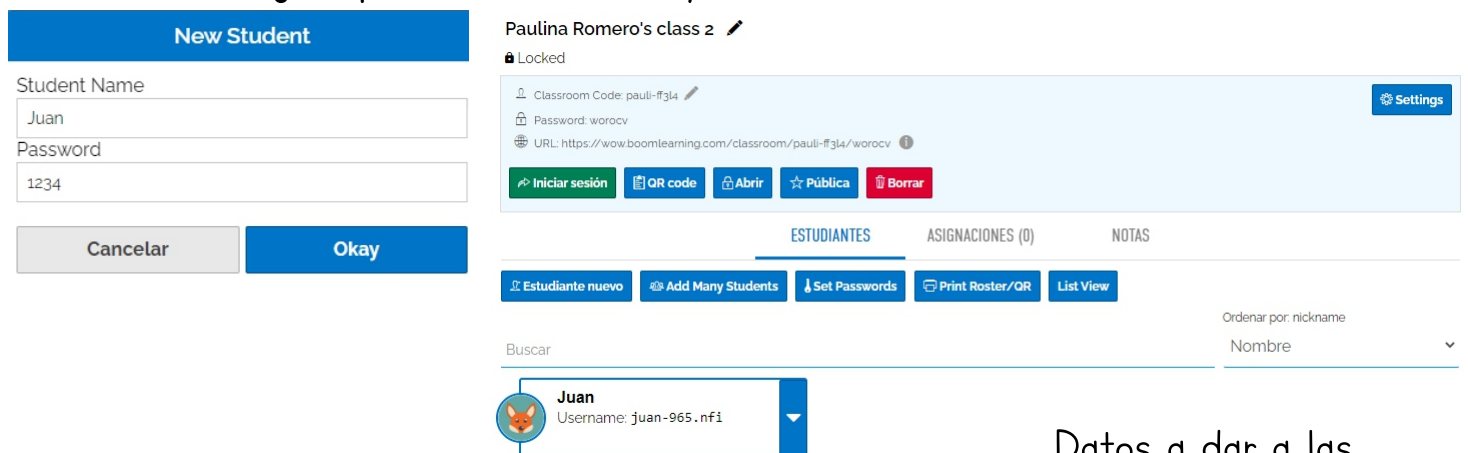 New Student
Student Name
Juan
Password
1234
Cancelar
Okay
Paulina Romero's class 2
Locked
Classroom Code: pauli-ff3l4
Password: worocv
URL: https://wow.boomlearning.com/classroom/pauli-ff3l4/worocv
Settings
Iniciar sesión QR code Abrir Pública Borrar
ESTUDIANTES ASIGNACIONES (0) NOTAS
Estudiante nuevo Add Many Students Set Passwords Print Roster/QR List View
Ordenar por: nickname
Buscar Nombre
Juan
Username: juan-965.nfi
Datos a dar a las